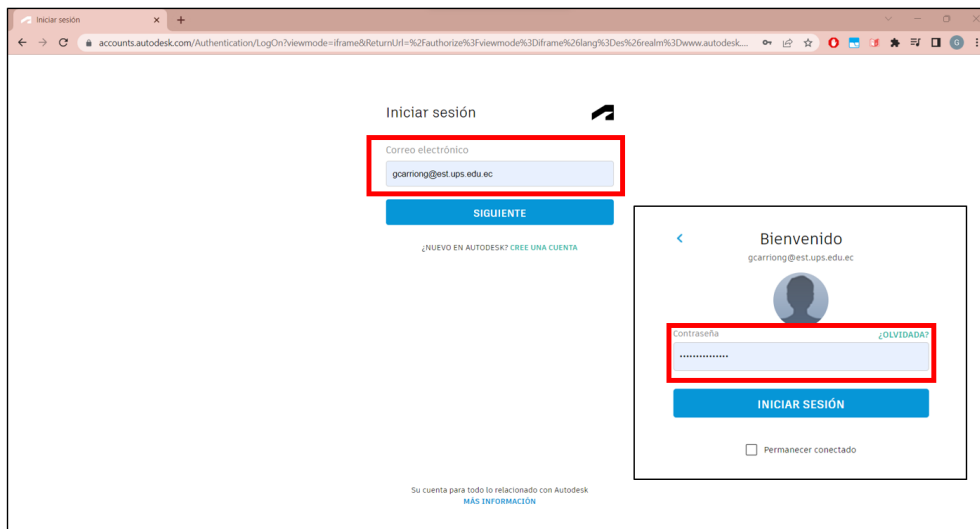 Iniciar sesión
accounts.autodesk.com/Authentication/LogOn?viewmode=iframe&ReturnUrl=%2Fauthorize%3Fviewmode%3Diframe%26lang%3Des%26realm%3Dwww.autodesk....
G
Iniciar sesión
Correo electrónico
gcarriong@est.ups.edu.ec
SIGUIENTE
¿NUEVO EN AUTODESK? CREE UNA CUENTA
Bienvenido
gcarriong@est.ups.edu.ec
Contraseña ¿OLVIDADA?
•••••••••••••••
INICIAR SESIÓN
Permanecer conectado
Su cuenta para todo lo relacionado con Autodesk
MÁS INFORMACIÓN